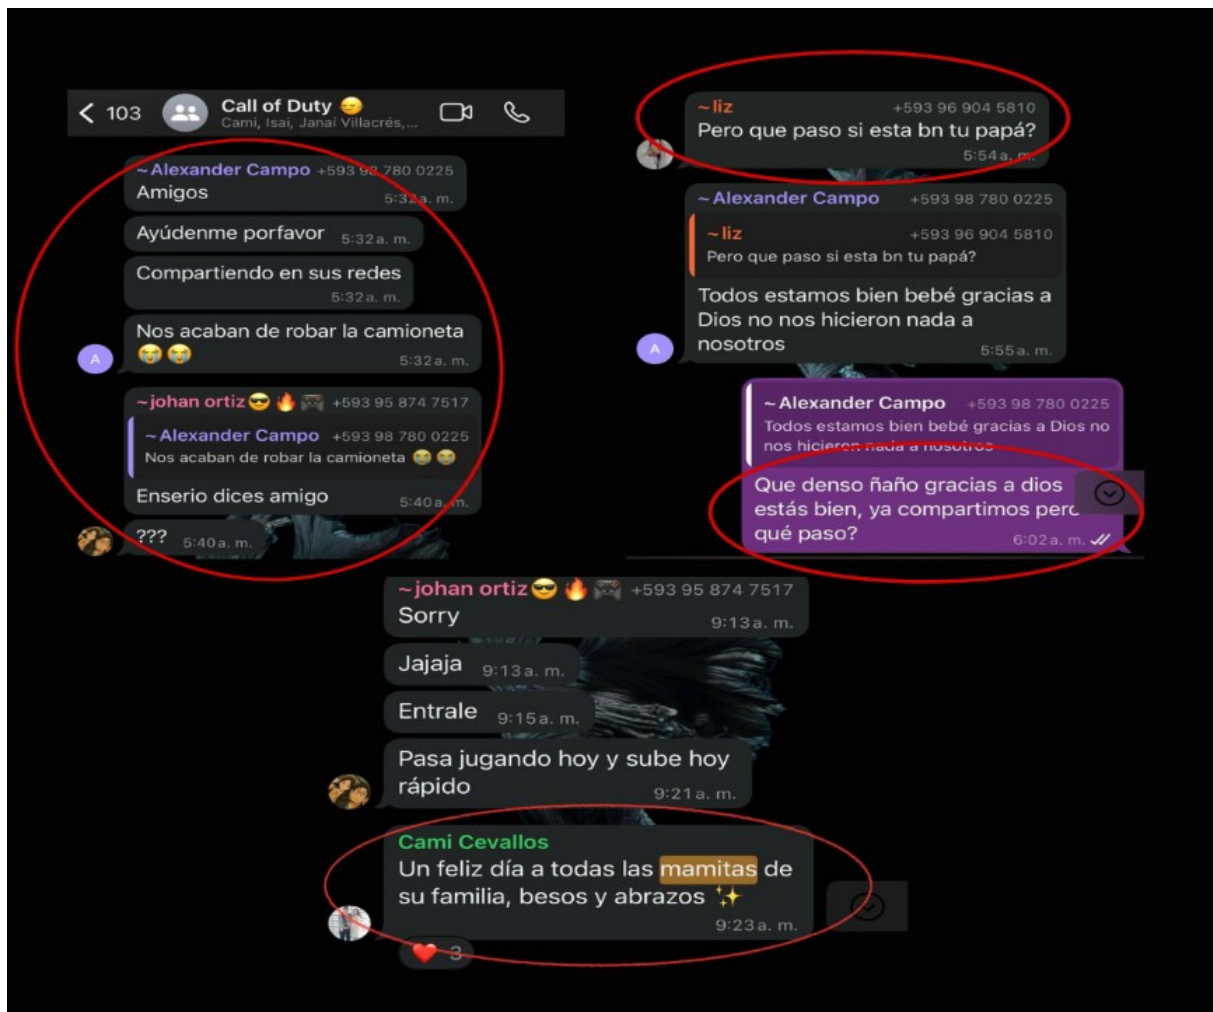 103
Call of Duty 😌
Cami, Isai, Janaí Villacrés,...
~Alexander Campo +593 98 780 0225
Amigos
5:32 a. m.
Ayúdenme porfavor 5:32 a. m.
Compartiendo en sus redes
5:32 a. m.
Nos acaban de robar la camioneta
😭😭 5:32 a. m.
A
~johan ortiz😎🔥🎮 +593 95 874 7517
~Alexander Campo +593 98 780 0225
Nos acaban de robar la camioneta 😭😭
Enserio dices amigo 5:40 a. m.
??? 5:40 a. m.
~liz +593 96 904 5810
Pero que paso si esta bn tu papá?
5:54 a. m.
~Alexander Campo +593 98 780 0225
~liz +593 96 904 5810
Pero que paso si esta bn tu papá?
Todos estamos bien bebé gracias a
Dios no nos hicieron nada a
nosotros 5:55 a. m.
A
~Alexander Campo +593 98 780 0225
Todos estamos bien bebé gracias a Dios no
nos hicieron nada a nosotros
Que denso ñaño gracias a dios
estás bien, ya compartimos pero
qué paso? 6:02 a. m.
~johan ortiz😎🔥🎮 +593 95 874 7517
Sorry
9:13 a. m.
Jajaja 9:13 a. m.
Entrale 9:15 a. m.
Pasa jugando hoy y sube hoy
rápido 9:21 a. m.
Cami Cevallos
Un feliz día a todas las mamitas de
su familia, besos y abrazos ✨
9:23 a. m.
❤️ 3